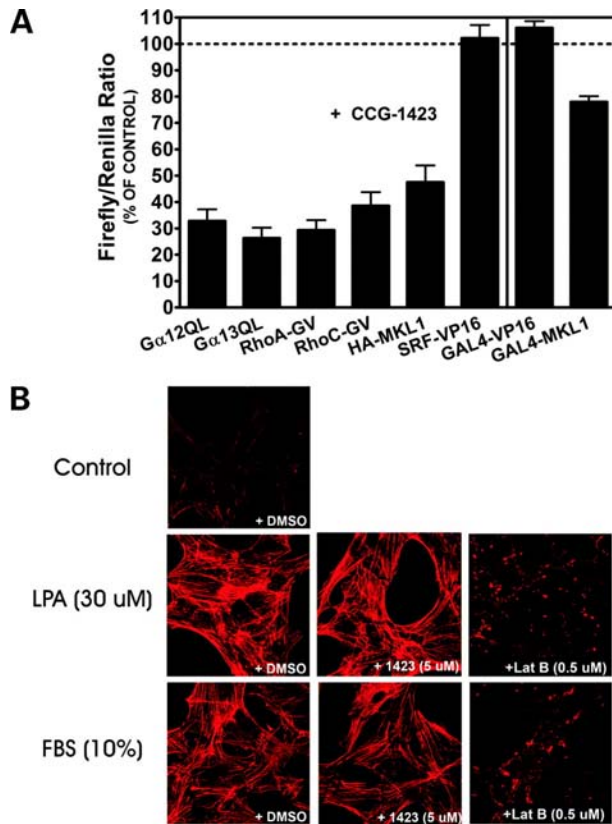 A
Firefly/Renilla Ratio
(% OF CONTROL)
110
100
90
80
70
60
50
40
30
20
10
0
+ CCG-1423
Gα12QL
Gα13QL
RhoA-GV
RhoC-GV
HA-MKL1
SRF-VP16
GAL4-VP16
GAL4-MKL1
B
Control
+ DMSO
LPA (30 uM)
+ DMSO
+ 1423 (5 uM)
+Lat B (0.5 uM)
FBS (10%)
+ DMSO
+ 1423 (5 uM)
+Lat B (0.5 uM)